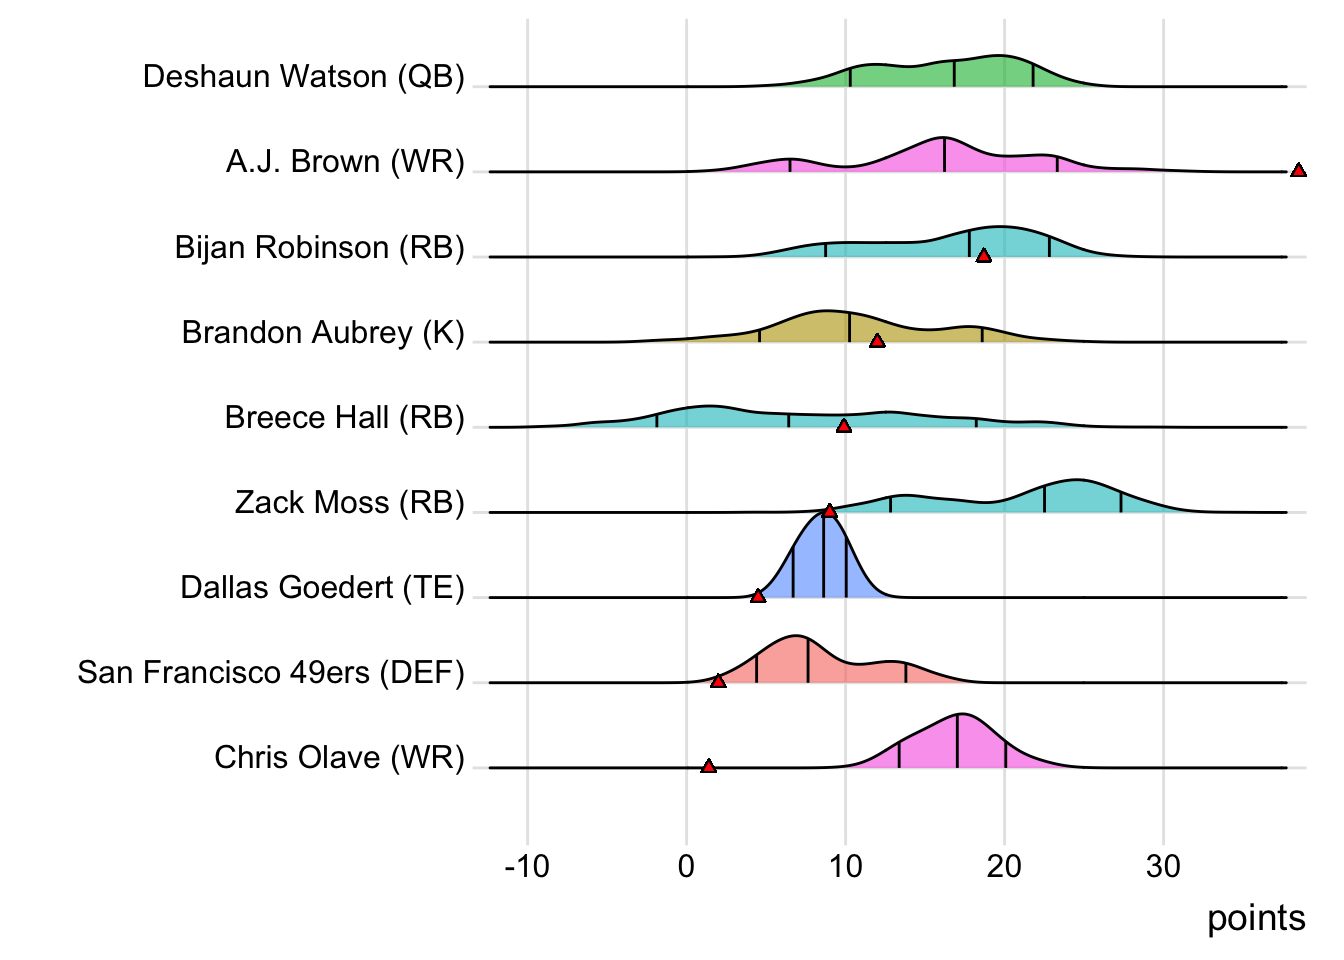 Deshaun Watson (QB)
A.J. Brown (WR)
Bijan Robinson (RB)
Brandon Aubrey (K)
Breece Hall (RB)
Zack Moss (RB)
Dallas Goedert (TE)
San Francisco 49ers (DEF)
Chris Olave (WR)
-10 0 10 20 30
points